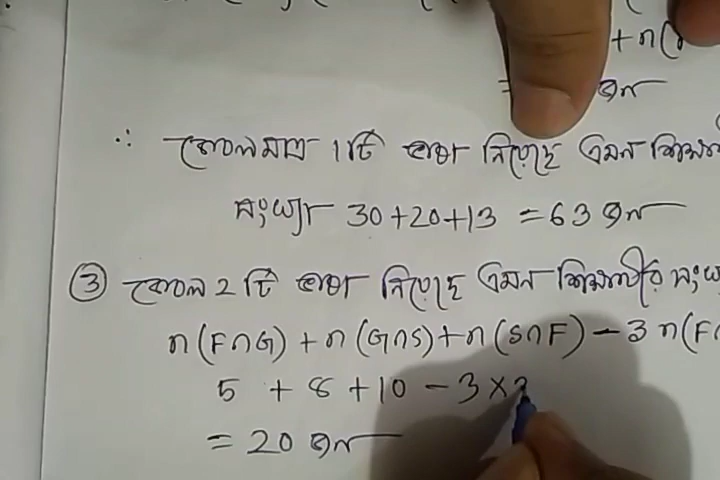 + n(
জন
∴ কেবলমাত্র 1টি ভাষা নিয়েছে এমন
সংখ্যা 30+20+13 = 63 জন
③ কেবল 2 টি ভাষা নিয়েছে এমন শিক্ষার্থীর
n(F∩G) + n(G∩S) + n(S∩F) − 3 n(F∩
5 + 8 + 10 − 3 ×
= 20 জন